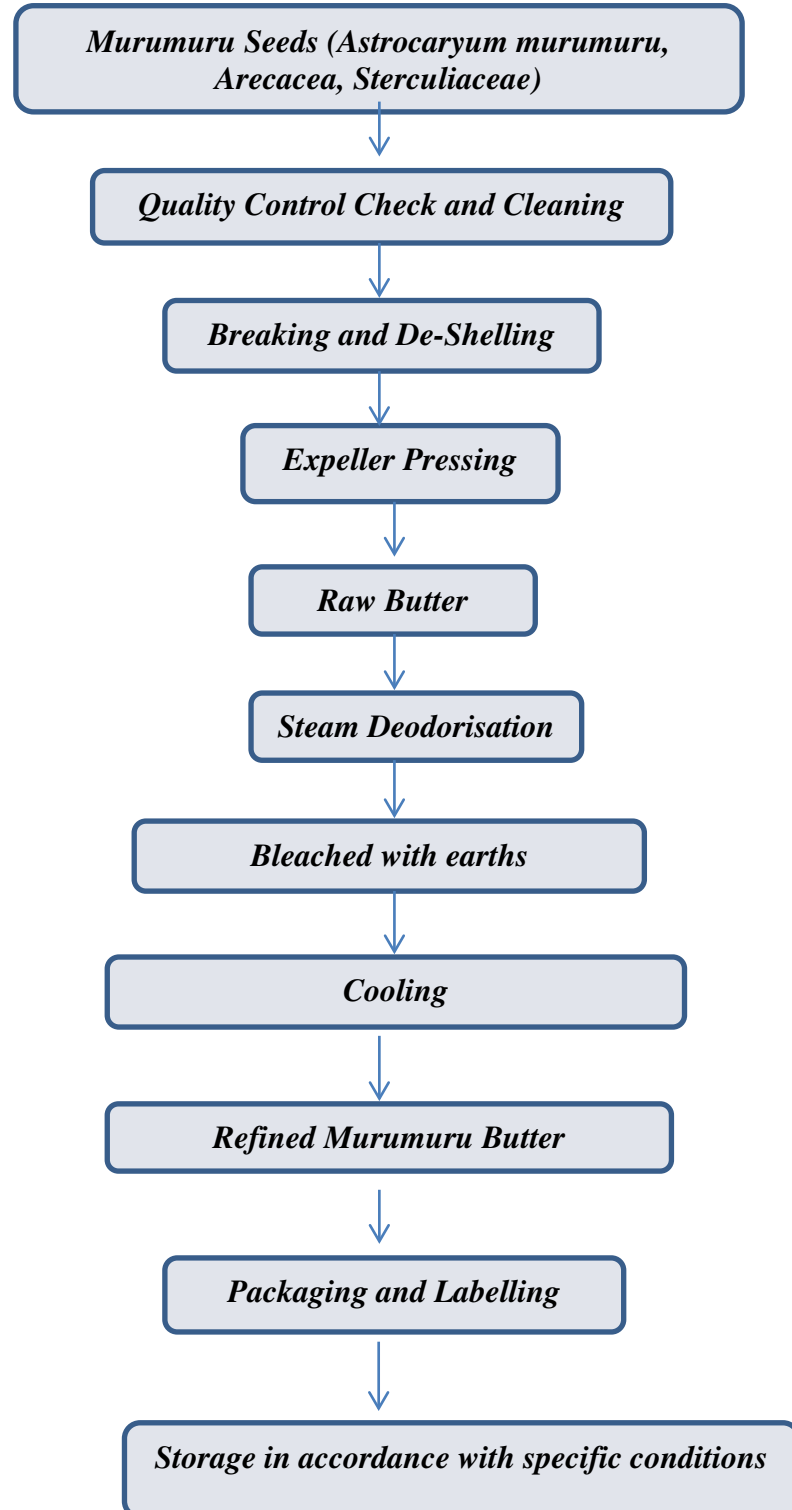 Murumuru Seeds (Astrocaryum murumuru,
Arecacea, Sterculiaceae)
Quality Control Check and Cleaning
Breaking and De-Shelling
Expeller Pressing
Raw Butter
Steam Deodorisation
Bleached with earths
Cooling
Refined Murumuru Butter
Packaging and Labelling
Storage in accordance with specific conditions